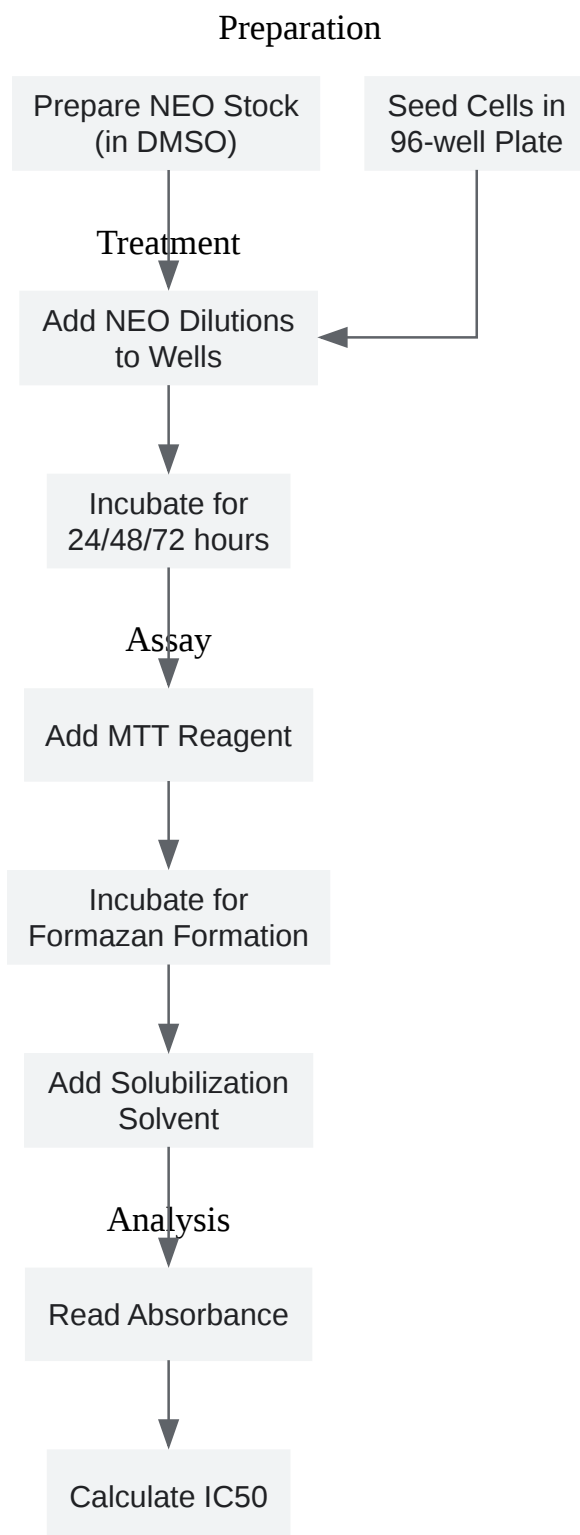 Preparation
Prepare NEO Stock
(in DMSO)
Seed Cells in
96-well Plate
Treatment
Add NEO Dilutions
to Wells
Incubate for
24/48/72 hours
Assay
Add MTT Reagent
Incubate for
Formazan Formation
Add Solubilization
Solvent
Analysis
Read Absorbance
Calculate IC50